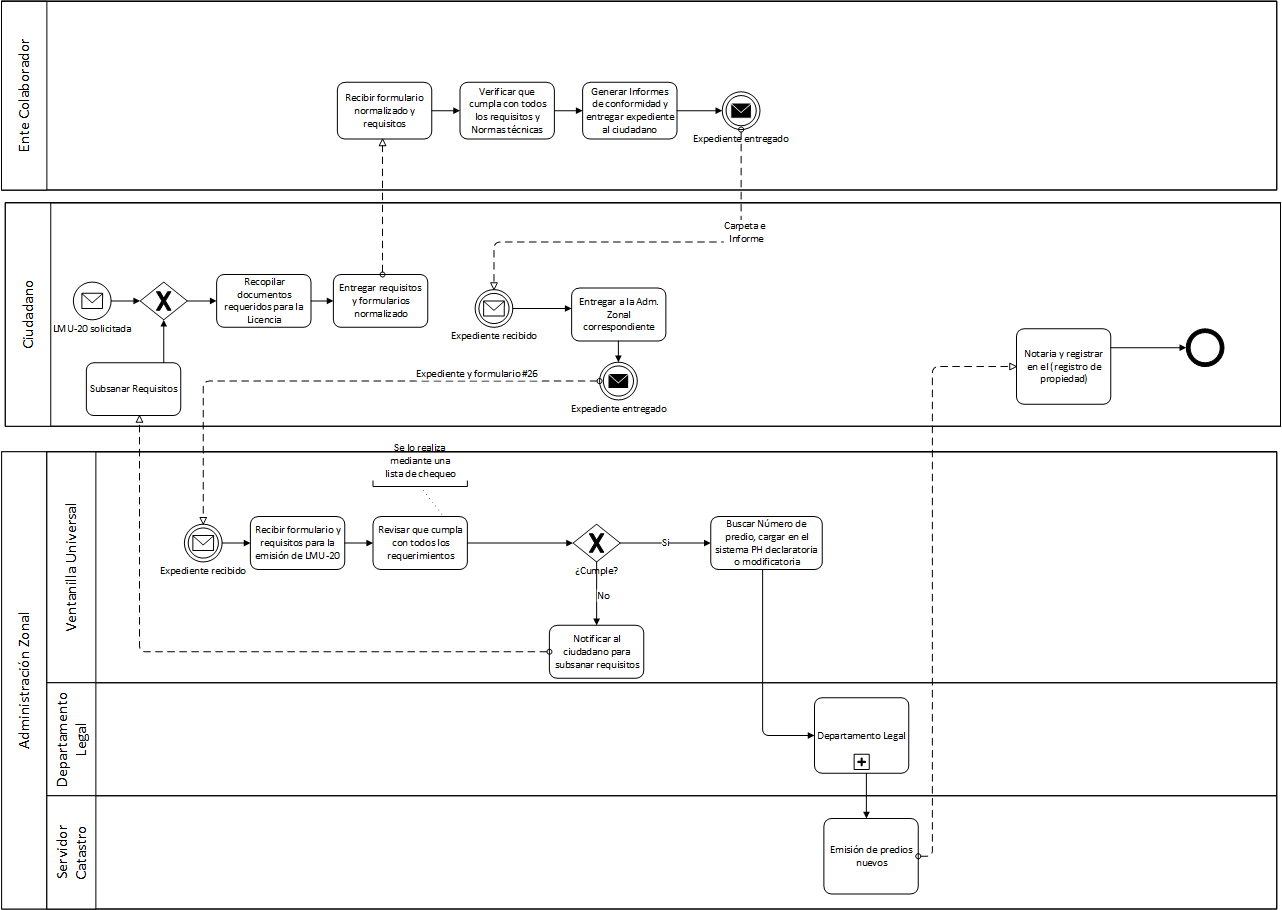 Ente Colaborador
Recibir formulario
normalizado y
requisitos
Verificar que
cumpla con todos
los requisitos y
Normas técnicas
Generar Informes
de conformidad y
entregar expediente
al ciudadano
Expediente entregado
Carpeta e
Informe
Ciudadano
LMU-20 solicitada
Recopilar
documentos
requeridos para la
Licencia
Entregar requisitos
y formularios
normalizado
Expediente recibido
Entregar a la Adm.
Zonal
correspondiente
Subsanar Requisitos
Expediente y formulario #26
Expediente entregado
Notaria y registrar
en el (registro de
propiedad)
Administración Zonal
Ventanilla Universal
Se lo realiza
mediante una
lista de chequeo
Expediente recibido
Recibir formulario y
requisitos para la
emisión de LMU-20
Revisar que cumpla
con todos los
requerimientos
¿Cumple?
Si
No
Buscar Número de
predio, cargar en el
sistema PH declaratoria
o modificatoria
Notificar al
ciudadano para
subsanar requisitos
Departamento
Legal
Departamento Legal
Servidor
Catastro
Emisión de predios
nuevos